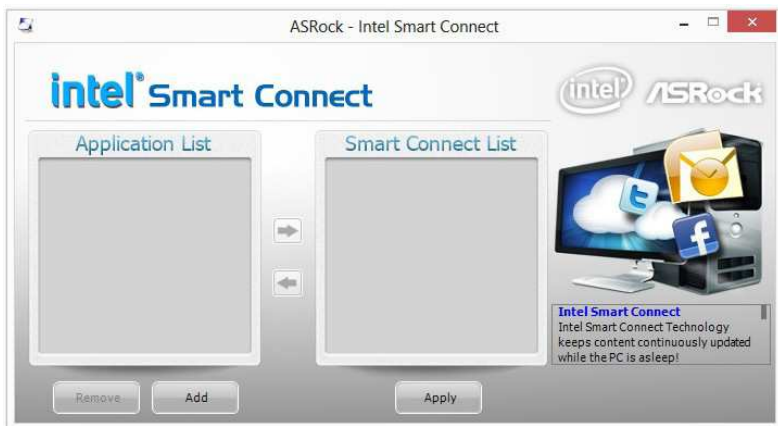 ASRock - Intel Smart Connect
intel® Smart Connect
intel® ASRock
Application List
Smart Connect List
Intel Smart Connect
Intel Smart Connect Technology
keeps content continuously updated
while the PC is asleep!
Remove
Add
Apply